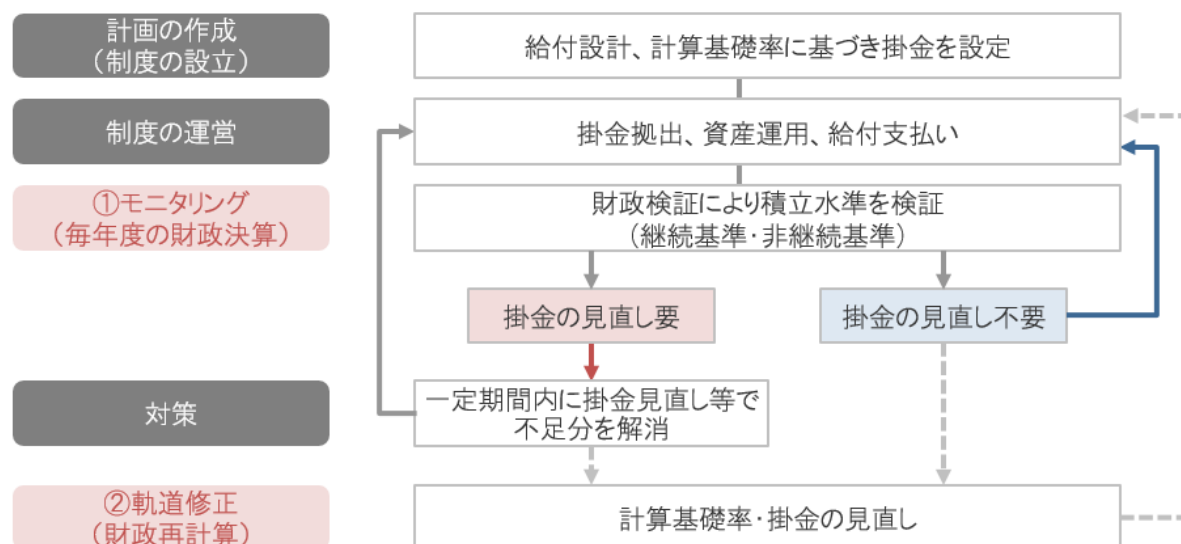 計画の作成
（制度の設立）
給付設計、計算基礎率に基づき掛金を設定
制度の運営
掛金拠出、資産運用、給付支払い
①モニタリング
（毎年度の財政決算）
財政検証により積立水準を検証
（継続基準・非継続基準）
掛金の見直し要
掛金の見直し不要
対策
一定期間内に掛金見直し等で
不足分を解消
②軌道修正
（財政再計算）
計算基礎率・掛金の見直し